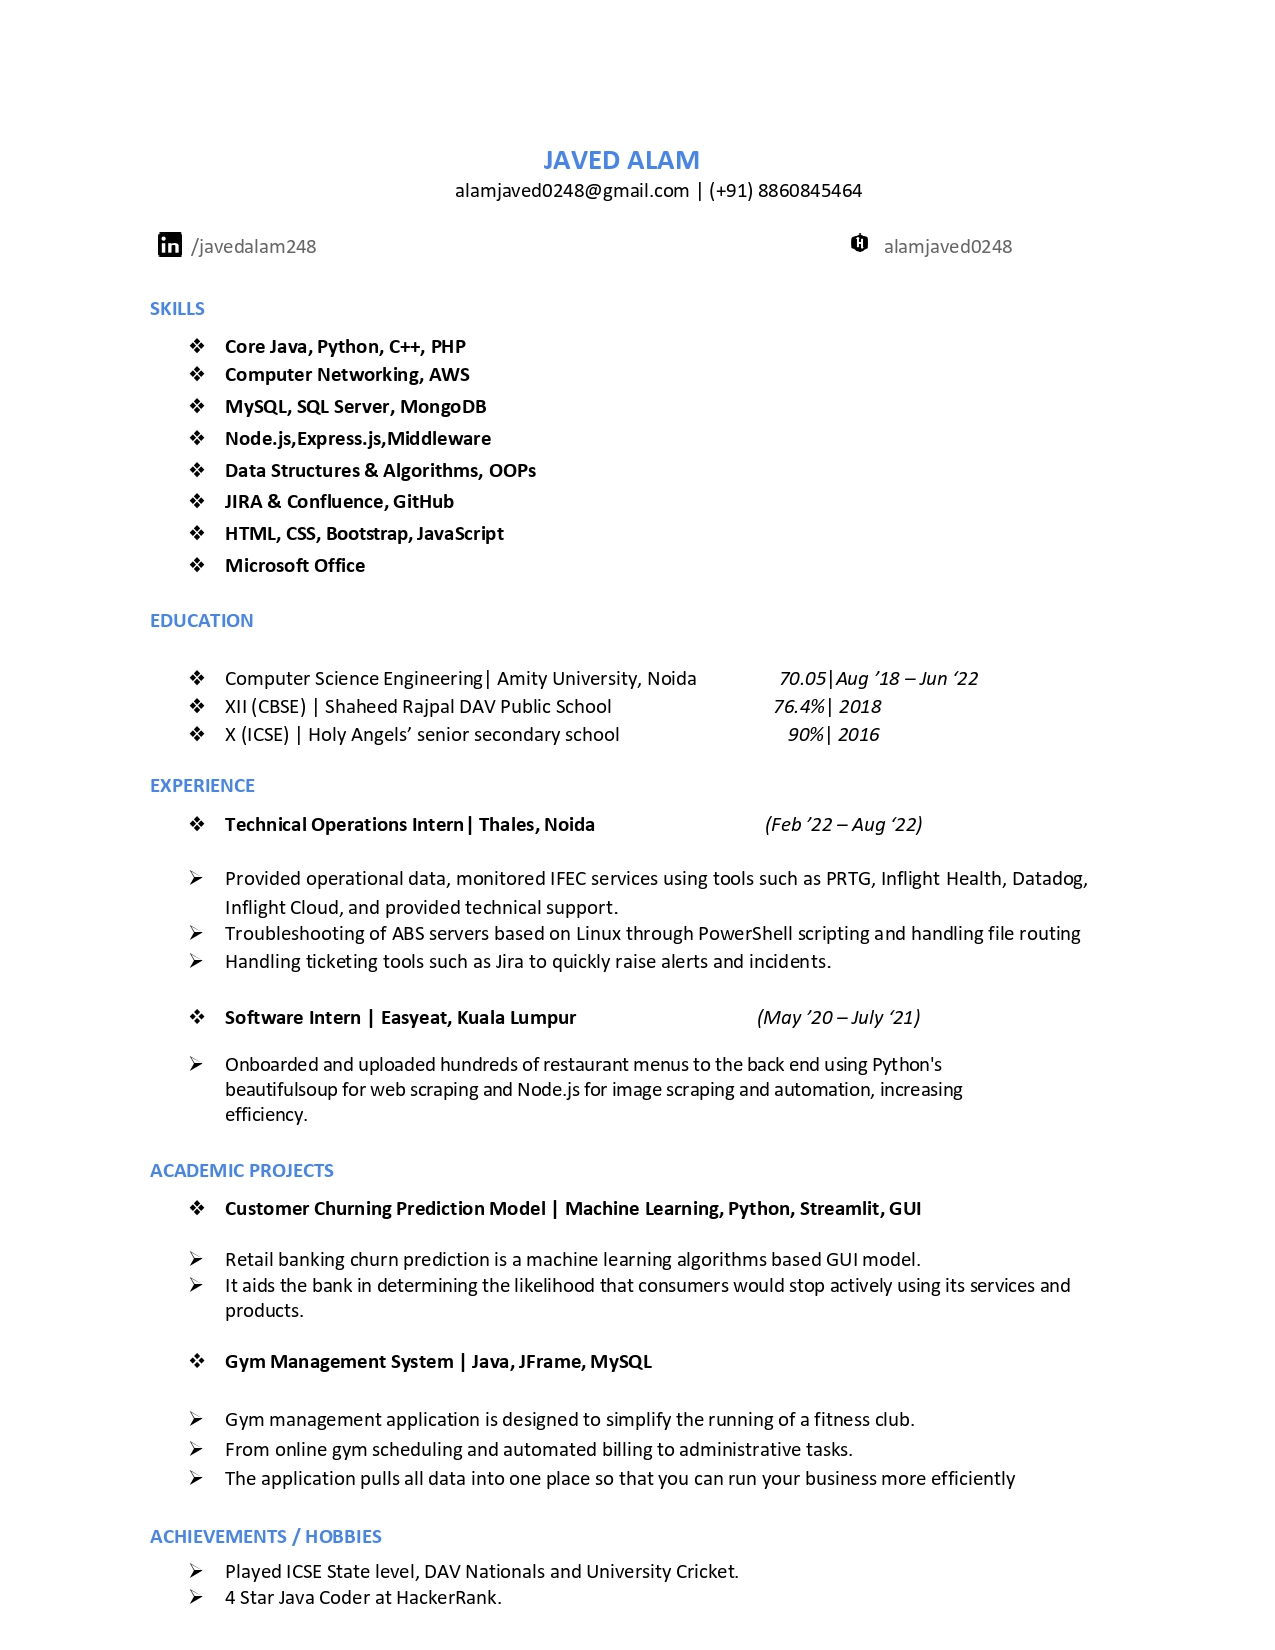 JAVED ALAM
alamjaved0248@gmail.com | (+91) 8860845464
in /javedalam248 H alamjaved0248
SKILLS
❖ Core Java, Python, C++, PHP
❖ Computer Networking, AWS
❖ MySQL, SQL Server, MongoDB
❖ Node.js,Express.js,Middleware
❖ Data Structures & Algorithms, OOPs
❖ JIRA & Confluence, GitHub
❖ HTML, CSS, Bootstrap, JavaScript
❖ Microsoft Office
EDUCATION
❖ Computer Science Engineering| Amity University, Noida 70.05|Aug ’18 – Jun ‘22
❖ XII (CBSE) | Shaheed Rajpal DAV Public School 76.4%| 2018
❖ X (ICSE) | Holy Angels’ senior secondary school 90%| 2016
EXPERIENCE
❖ Technical Operations Intern| Thales, Noida (Feb ’22 – Aug ‘22)
➢ Provided operational data, monitored IFEC services using tools such as PRTG, Inflight Health, Datadog,
Inflight Cloud, and provided technical support.
➢ Troubleshooting of ABS servers based on Linux through PowerShell scripting and handling file routing
➢ Handling ticketing tools such as Jira to quickly raise alerts and incidents.
❖ Software Intern | Easyeat, Kuala Lumpur (May ’20 – July ‘21)
➢ Onboarded and uploaded hundreds of restaurant menus to the back end using Python's
beautifulsoup for web scraping and Node.js for image scraping and automation, increasing
efficiency.
ACADEMIC PROJECTS
❖ Customer Churning Prediction Model | Machine Learning, Python, Streamlit, GUI
➢ Retail banking churn prediction is a machine learning algorithms based GUI model.
➢ It aids the bank in determining the likelihood that consumers would stop actively using its services and
products.
❖ Gym Management System | Java, JFrame, MySQL
➢ Gym management application is designed to simplify the running of a fitness club.
➢ From online gym scheduling and automated billing to administrative tasks.
➢ The application pulls all data into one place so that you can run your business more efficiently
ACHIEVEMENTS / HOBBIES
➢ Played ICSE State level, DAV Nationals and University Cricket.
➢ 4 Star Java Coder at HackerRank.